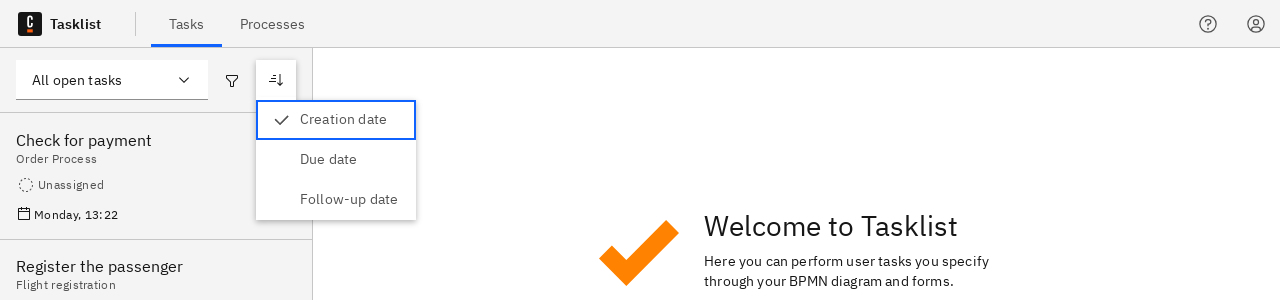 Tasklist
Tasks
Processes
All open tasks
Creation date
Due date
Follow-up date
Check for payment
Order Process
Unassigned
Monday, 13:22
Register the passenger
Flight registration
Welcome to Tasklist
Here you can perform user tasks you specify
through your BPMN diagram and forms.